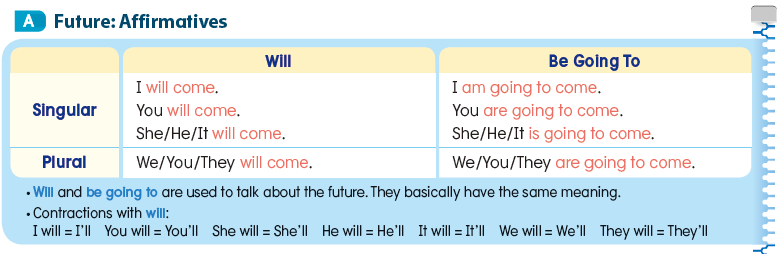 A Future: Affirmatives
Will Be Going To
Singular
I will come. I am going to come.
You will come. You are going to come.
She/He/It will come. She/He/It is going to come.
Plural We/You/They will come. We/You/They are going to come.
• Will and be going to are used to talk about the future. They basically have the same meaning.
• Contractions with will:
I will = I'll You will = You'll She will = She'll He will = He'll It will = It'll We will = We'll They will = They'll